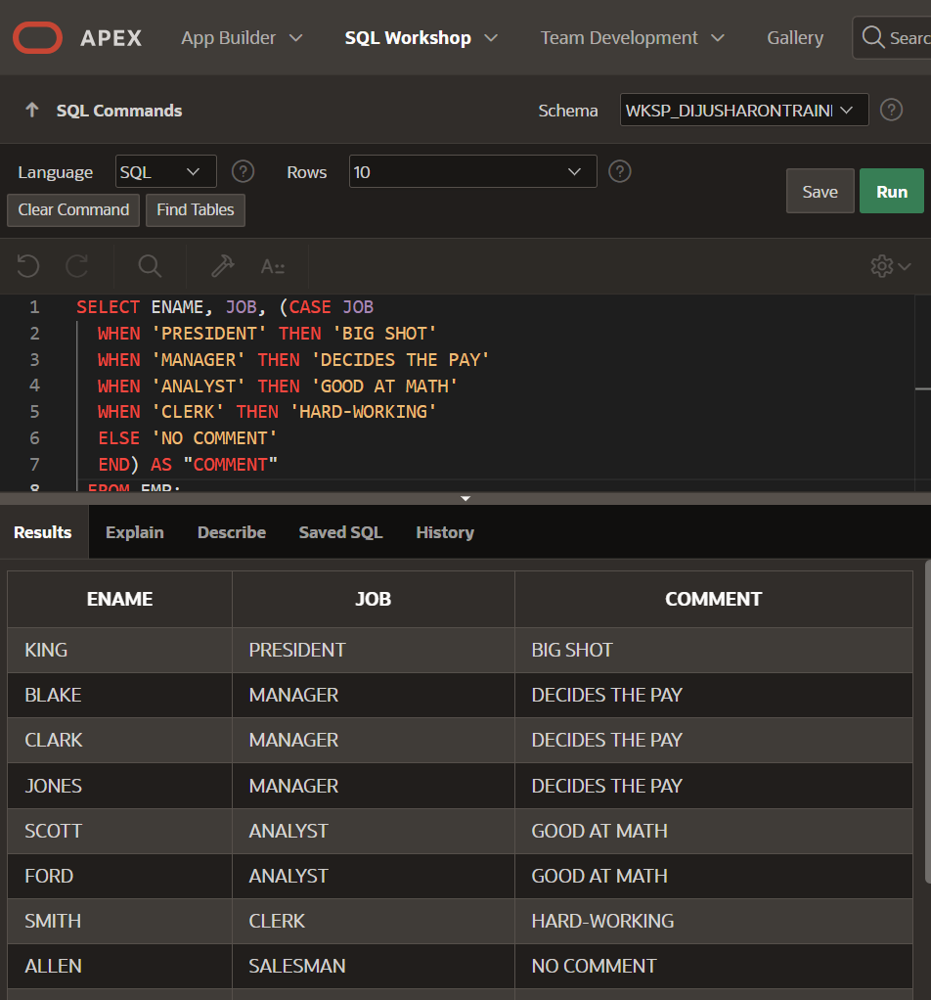 APEX App Builder SQL Workshop Team Development Gallery Searc
SQL Commands Schema WKSP_DIJUSHARONTRAINI ?
Language SQL ? Rows 10 ?
Clear Command Find Tables Save Run
A::
1 SELECT ENAME, JOB, (CASE JOB
2 WHEN 'PRESIDENT' THEN 'BIG SHOT'
3 WHEN 'MANAGER' THEN 'DECIDES THE PAY'
4 WHEN 'ANALYST' THEN 'GOOD AT MATH'
5 WHEN 'CLERK' THEN 'HARD-WORKING'
6 ELSE 'NO COMMENT'
7 END) AS "COMMENT"
8 FROM EMP;
Results Explain Describe Saved SQL History
ENAME JOB COMMENT
KING PRESIDENT BIG SHOT
BLAKE MANAGER DECIDES THE PAY
CLARK MANAGER DECIDES THE PAY
JONES MANAGER DECIDES THE PAY
SCOTT ANALYST GOOD AT MATH
FORD ANALYST GOOD AT MATH
SMITH CLERK HARD-WORKING
ALLEN SALESMAN NO COMMENT